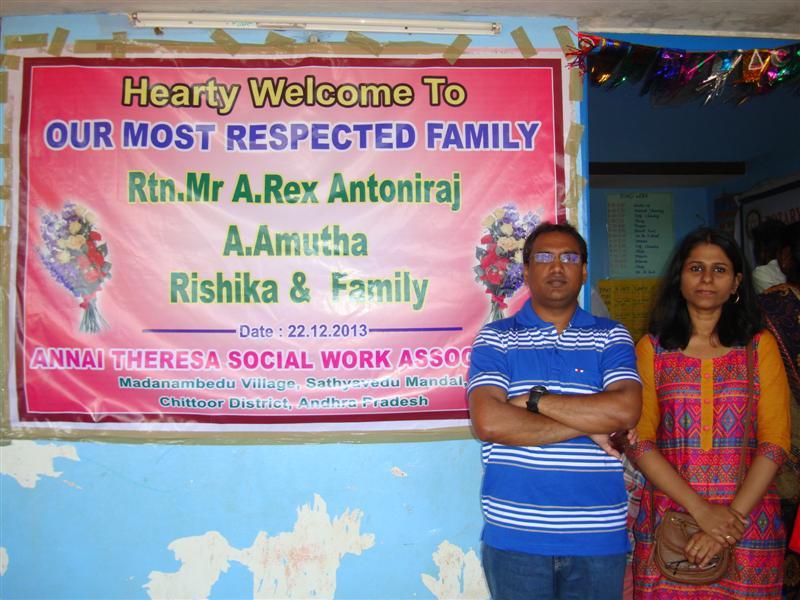 Hearty Welcome To
OUR MOST RESPECTED FAMILY
Rtn.Mr A.Rex Antoniraj
A.Amutha
Rishika & Family
Date : 22.12.2013
ANNAI THERESA SOCIAL WORK ASSOC
Madanambedu Village, Sathyavedu Mandal,
Chittoor District, Andhra Pradesh